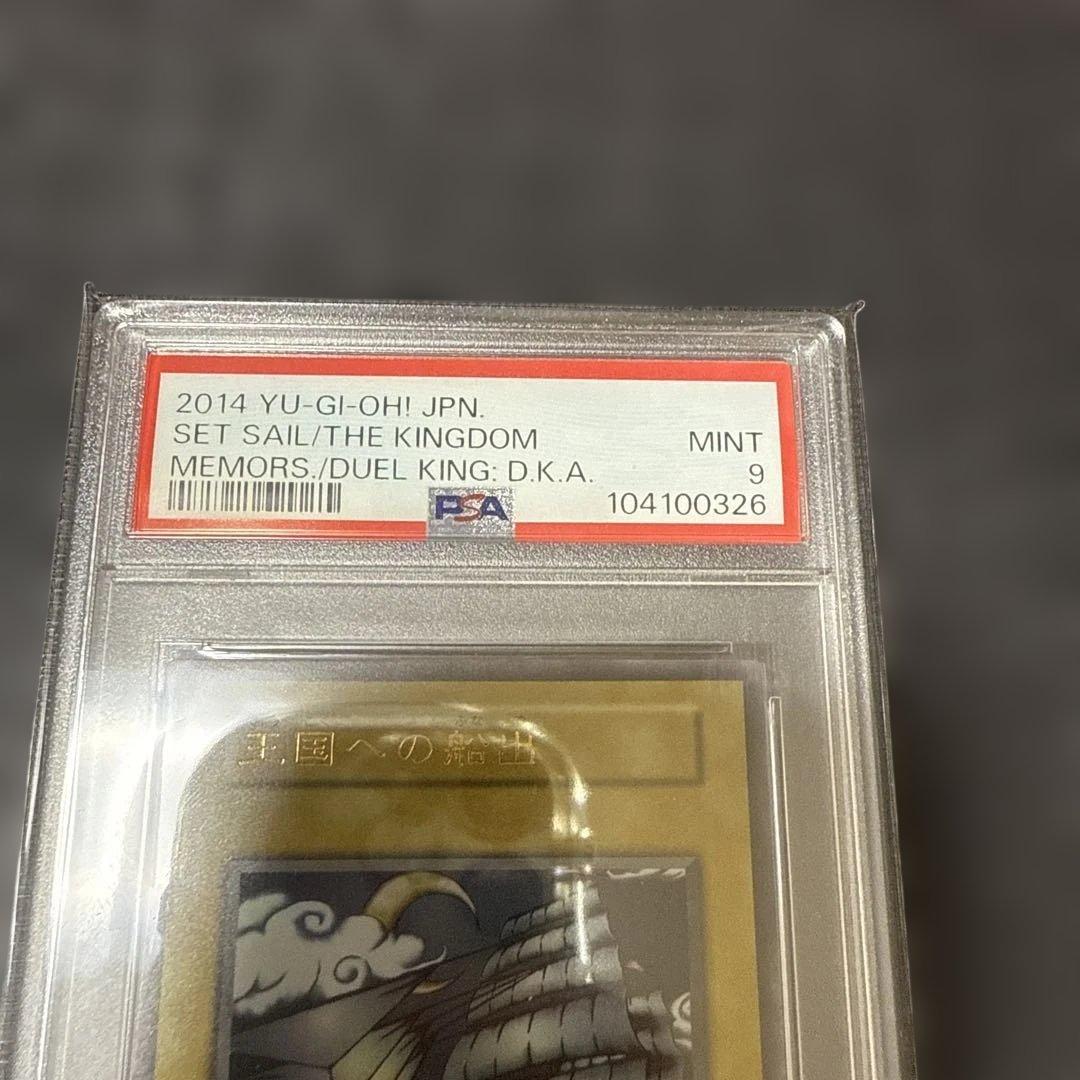 2014 YU-GI-OH! JPN.
SET SAIL/THE KINGDOM MINT
MEMORS./DUEL KING: D.K.A. 9
PSA 104100326
王国への船出